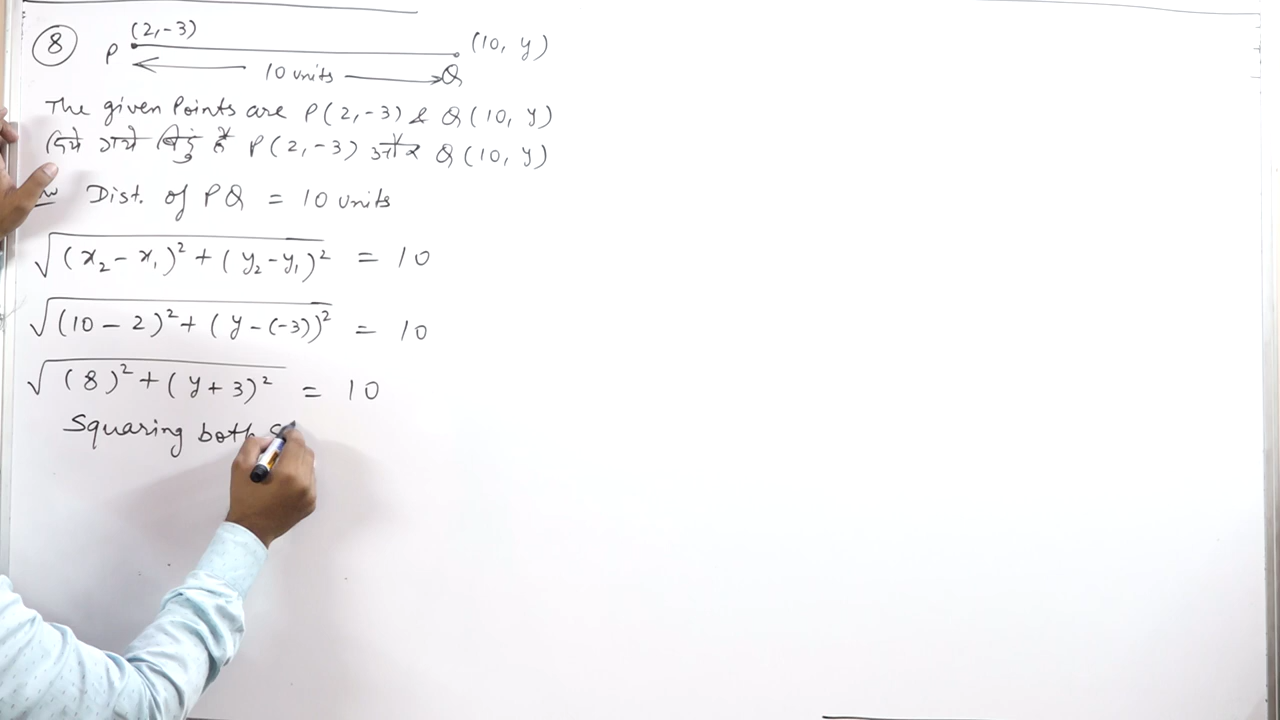 (8) P (2,-3) (10, y)
10 units Q
The given Points are P(2,-3) & Q(10, y)
दिये गये बिंदु हैं P(2,-3) और Q(10, y)
Dist. of PQ = 10 units
√((x₂ - x₁)² + (y₂ - y₁)²) = 10
√((10 - 2)² + (y - (-3))²) = 10
√((8)² + (y + 3)²) = 10
Squaring both